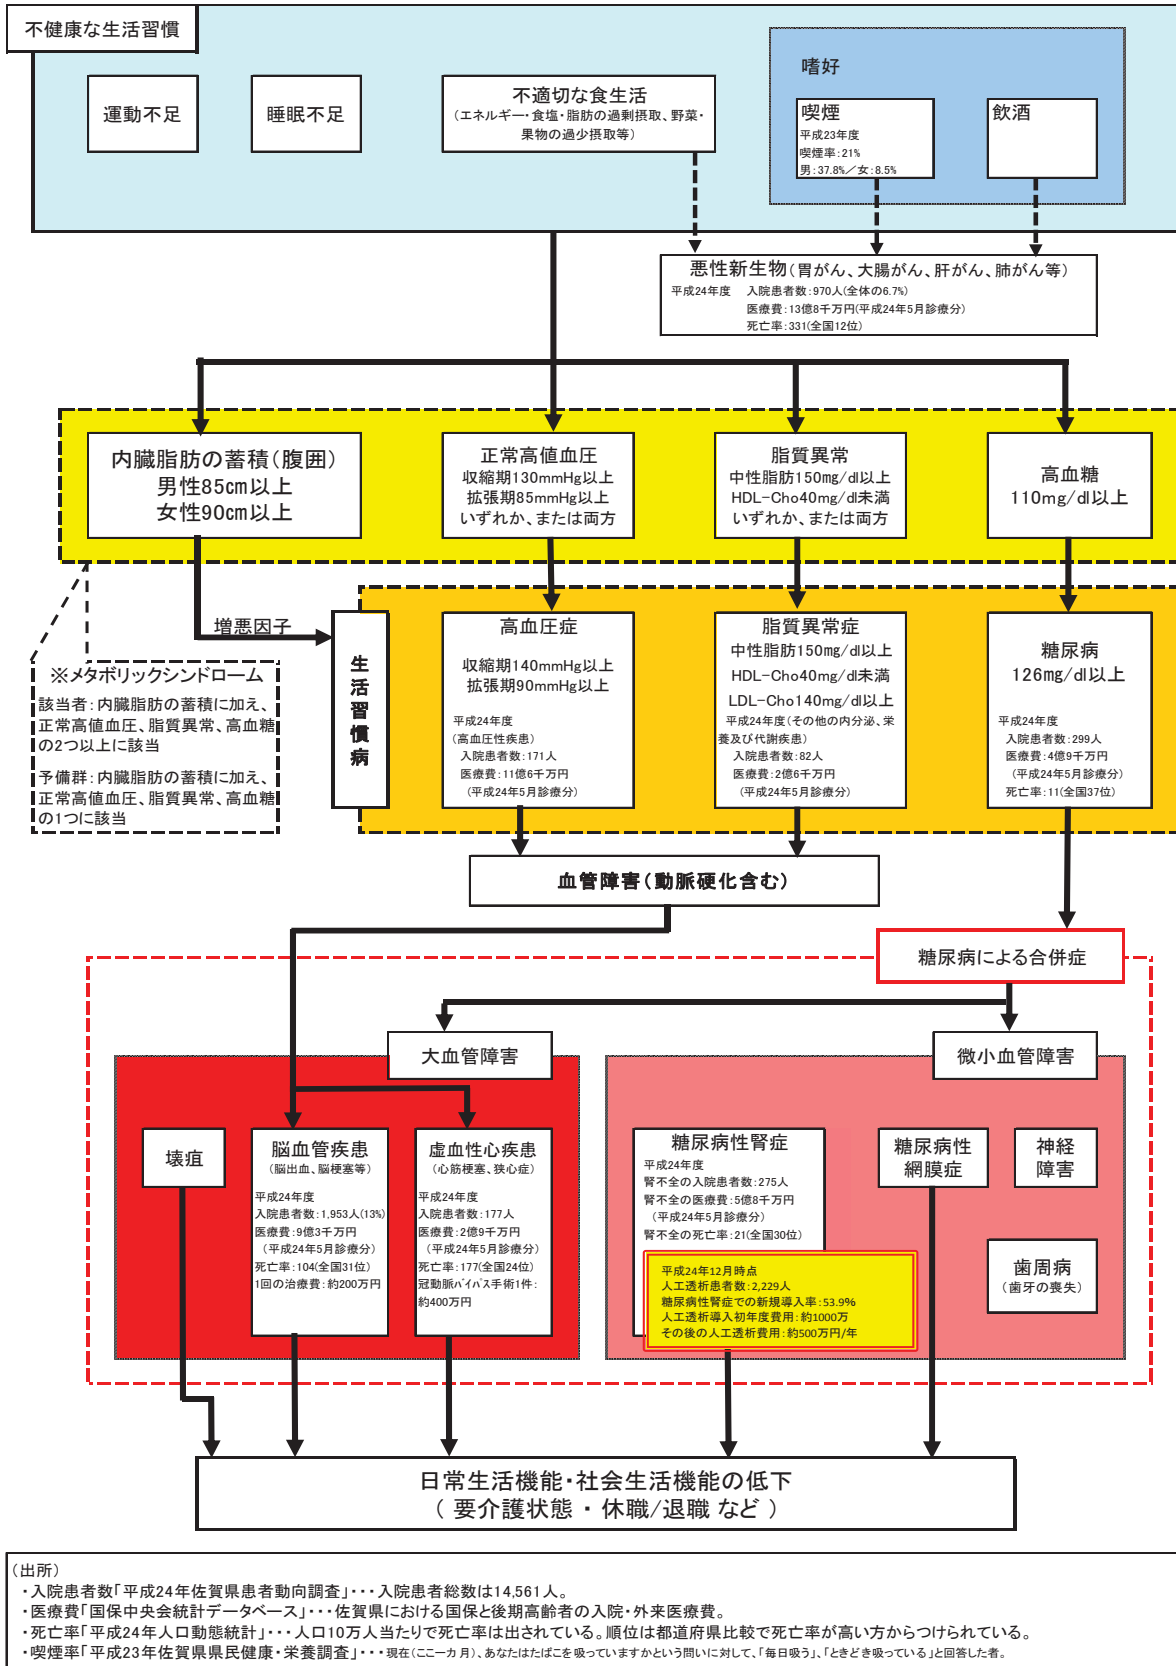 不健康な生活習慣
運動不足
睡眠不足
不適切な食生活
(エネルギー・食塩・脂肪の過剰摂取、野菜・
果物の過少摂取等)
嗜好
喫煙
平成23年度
喫煙率:21%
男:37.8%/女:8.5%
飲酒
悪性新生物(胃がん、大腸がん、肝がん、肺がん等)
平成24年度 入院患者数:970人(全体の6.7%)
医療費:13億8千万円(平成24年5月診療分)
死亡率:331(全国12位)
内臓脂肪の蓄積(腹囲)
男性85cm以上
女性90cm以上
正常高値血圧
収縮期130mmHg以上
拡張期85mmHg以上
いずれか、または両方
脂質異常
中性脂肪150mg/dl以上
HDL-Cho40mg/dl未満
いずれか、または両方
高血糖
110mg/dl以上
増悪因子
生活習慣病
※メタボリックシンドローム
該当者:内臓脂肪の蓄積に加え、
正常高値血圧、脂質異常、高血糖
の2つ以上に該当
予備群:内臓脂肪の蓄積に加え、
正常高値血圧、脂質異常、高血糖
の1つに該当
高血圧症
収縮期140mmHg以上
拡張期90mmHg以上
平成24年度
(高血圧性疾患)
入院患者数:171人
医療費:11億6千万円
(平成24年5月診療分)
脂質異常症
中性脂肪150mg/dl以上
HDL-Cho40mg/dl未満
LDL-Cho140mg/dl以上
平成24年度(その他の内分泌、栄
養及び代謝疾患)
入院患者数:82人
医療費:2億6千万円
(平成24年5月診療分)
糖尿病
126mg/dl以上
平成24年度
入院患者数:299人
医療費:4億9千万円
(平成24年5月診療分)
死亡率:11(全国37位)
血管障害(動脈硬化含む)
糖尿病による合併症
大血管障害
微小血管障害
壊疽
脳血管疾患
(脳出血、脳梗塞等)
平成24年度
入院患者数:1,953人(13%)
医療費:9億3千万円
(平成24年5月診療分)
死亡率:104(全国31位)
1回の治療費:約200万円
虚血性心疾患
(心筋梗塞、狭心症)
平成24年度
入院患者数:177人
医療費:2億9千万円
(平成24年5月診療分)
死亡率:177(全国24位)
冠動脈バイパス手術1件:
約400万円
糖尿病性腎症
平成24年度
腎不全の入院患者数:275人
腎不全の医療費:5億8千万円
(平成24年5月診療分)
腎不全の死亡率:21(全国30位)
平成24年12月時点
人工透析患者数:2,229人
糖尿病性腎症での新規導入率:53.9%
人工透析導入初年度費用:約1000万
その後の人工透析費用:約500万円/年
糖尿病性
網膜症
神経
障害
歯周病
(歯牙の喪失)
日常生活機能・社会生活機能の低下
(要介護状態・休職/退職 など)
(出所)
・入院患者数「平成24年佐賀県患者動向調査」・・・入院患者総数は14,561人。
・医療費「国保中央会統計データベース」・・・佐賀県における国保と後期高齢者の入院・外来医療費。
・死亡率「平成24年人口動態統計」・・・人口10万人当たりで死亡率は出されている。順位は都道府県比較で死亡率が高い方からつけられている。
・喫煙率「平成23年佐賀県県民健康・栄養調査」・・・現在(ここ一カ月)、あなたはたばこを吸っていますかという問いに対して、「毎日吸う」、「ときどき吸っている」と回答した者。